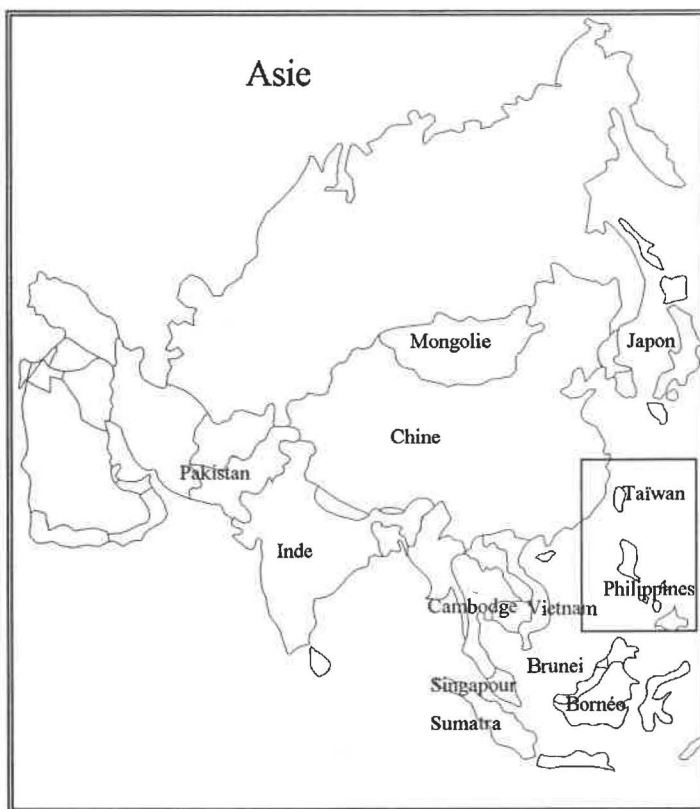 Asie
Mongolie
Japon
Chine
Pakistan
Taïwan
Inde
Philippines
Cambodge
Vietnam
Brunei
Singapour
Bornéo
Sumatra